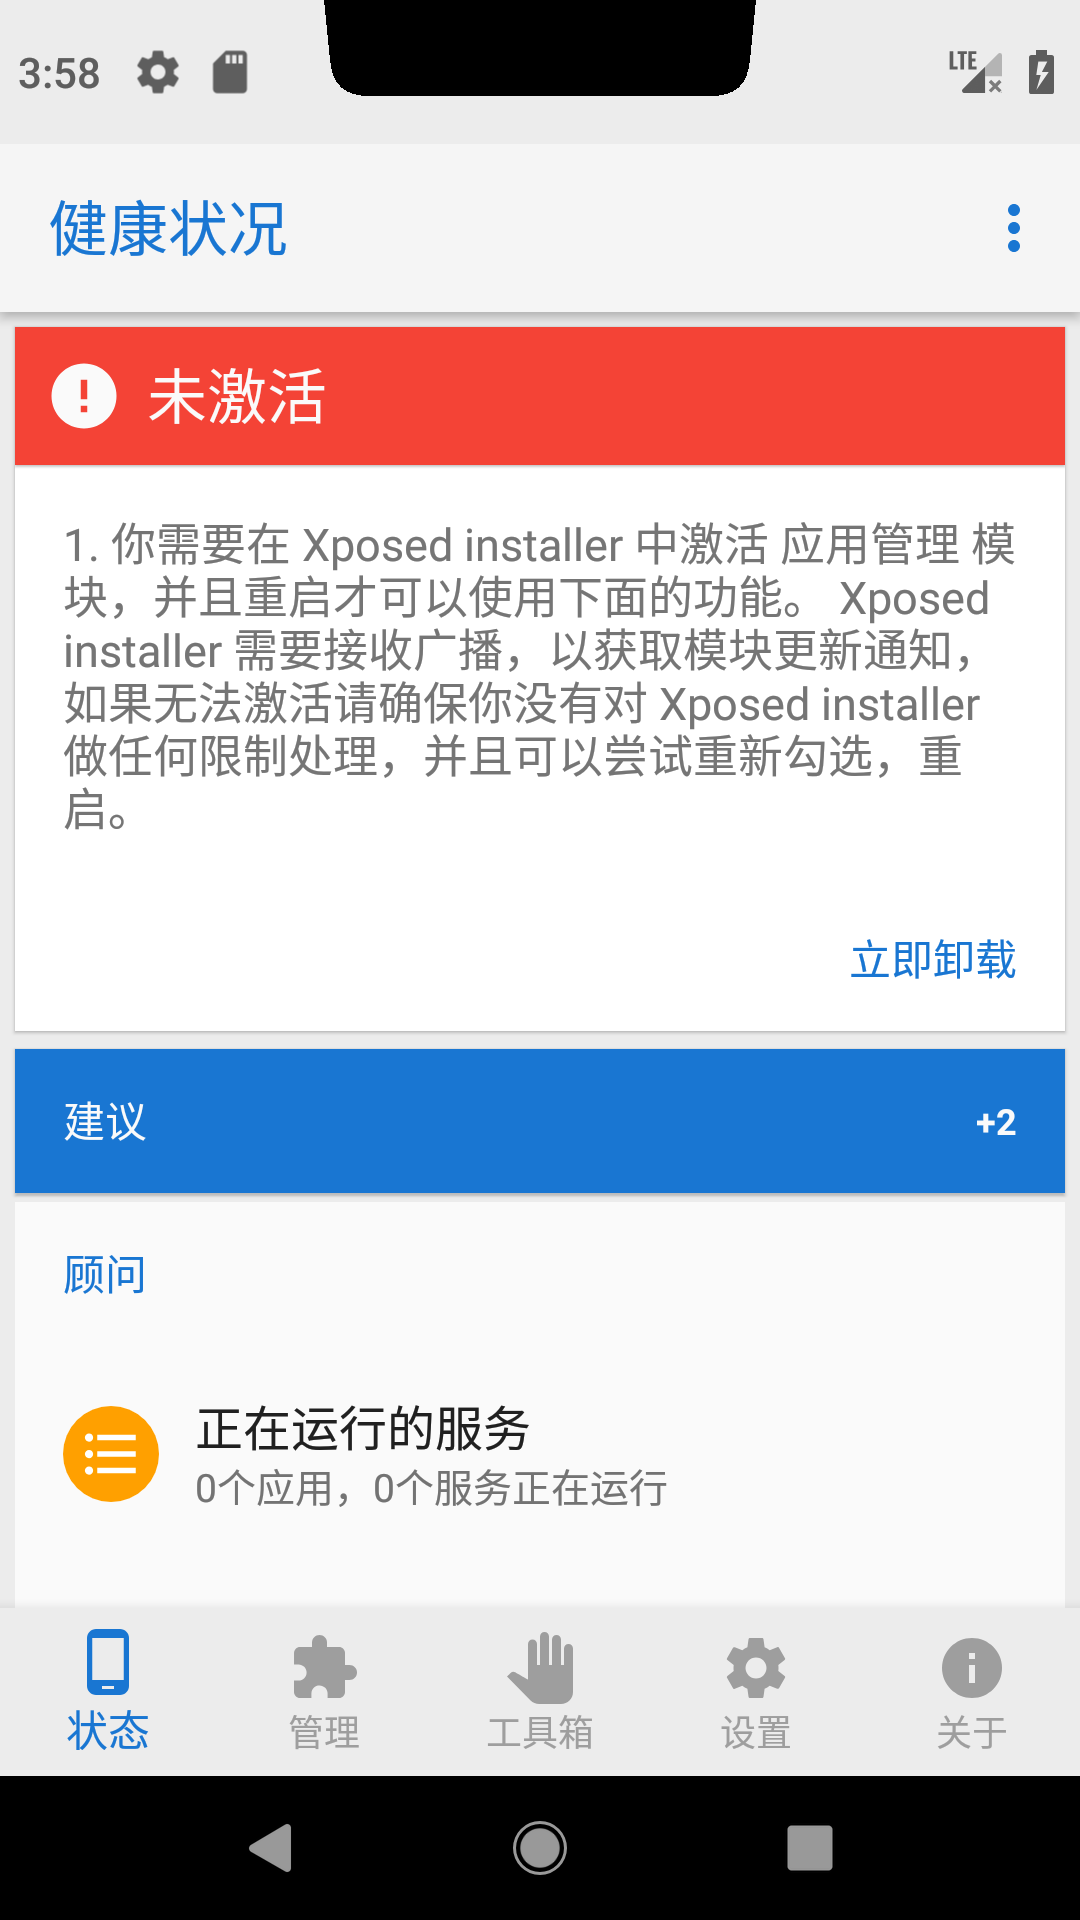 3:58
LTE
健康状况
未激活
1. 你需要在 Xposed installer 中激活 应用管理 模
块，并且重启才可以使用下面的功能。 Xposed
installer 需要接收广播，以获取模块更新通知，
如果无法激活请确保你没有对 Xposed installer
做任何限制处理，并且可以尝试重新勾选，重
启。
立即卸载
建议
+2
顾问
正在运行的服务
0个应用，0个服务正在运行
状态
管理
工具箱
设置
关于